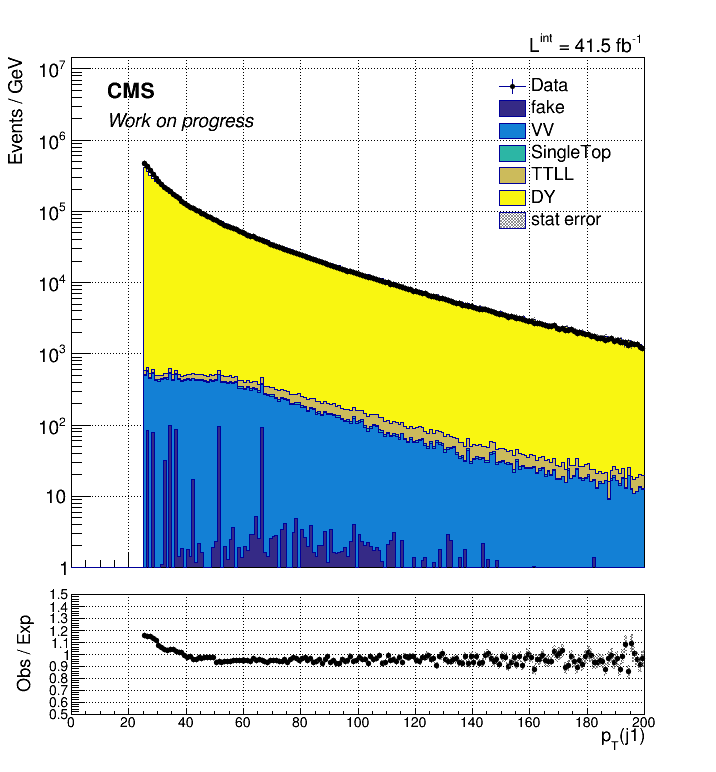 L^int = 41.5 fb^-1
Events / GeV
10^7
10^6
10^5
10^4
10^3
10^2
10
1
CMS
Work on progress
Data
fake
VV
SingleTop
TTLL
DY
stat error
Obs / Exp
1.5
1.4
1.3
1.2
1.1
1
0.9
0.8
0.7
0.6
0.5
0 20 40 60 80 100 120 140 160 180 200
p_T(j1)